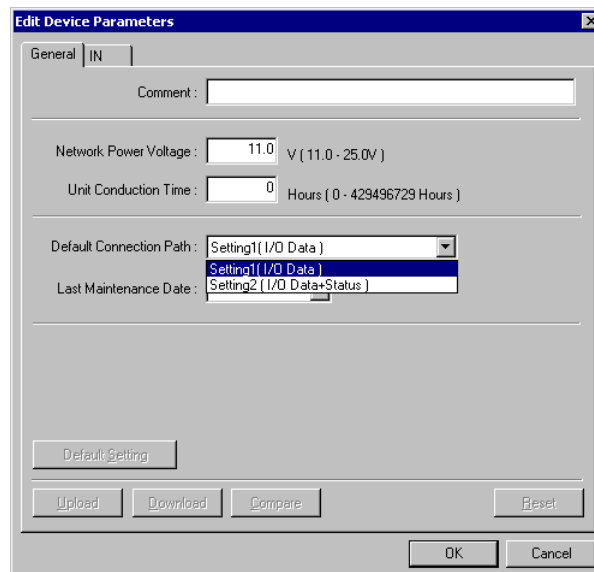 Edit Device Parameters
General IN
Comment :
Network Power Voltage : 11.0 V ( 11.0 - 25.0V )
Unit Conduction Time : 0 Hours ( 0 - 429496729 Hours )
Default Connection Path : Setting1( I/O Data )
Setting1( I/O Data )
Setting2 ( I/O Data+Status )
Last Maintenance Date :
Default Setting
Upload Download Compare Reset
OK Cancel